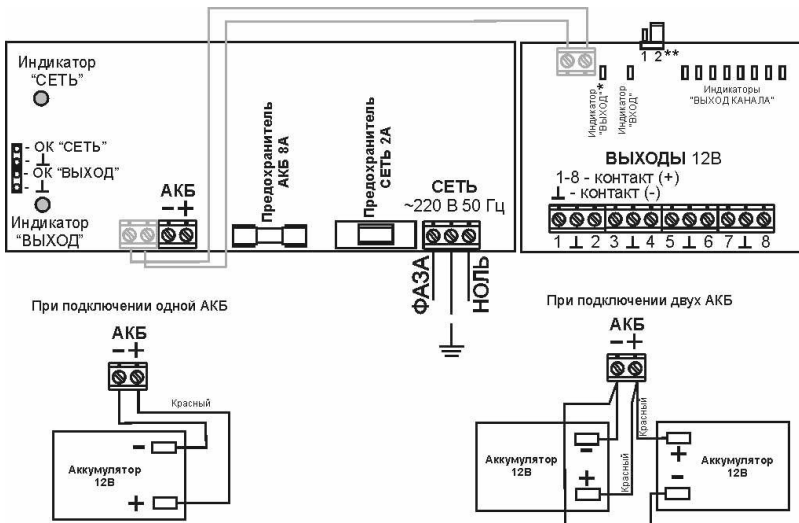 Индикатор
"СЕТЬ"
- ОК "СЕТЬ"
- ⊥
- ОК "ВЫХОД"
- ⊥
Индикатор
"ВЫХОД"
АКБ
− +
Предохранитель
АКБ 8А
Предохранитель
СЕТЬ 2А
СЕТЬ
~220 В 50 Гц
ФАЗА
НОЛЬ
1 2**
Индикатор
"ВЫХОД"*
Индикатор
"ВХОД"
Индикаторы
"ВЫХОД КАНАЛА"
ВЫХОДЫ 12В
1-8 - контакт (+)
⊥ - контакт (-)
1 ⊥ 2 3 ⊥ 4 5 ⊥ 6 7 ⊥ 8
При подключении одной АКБ
АКБ
− +
Красный
−
Аккумулятор
12В
+
При подключении двух АКБ
АКБ
− +
Аккумулятор
12В
−
+
Красный
Красный
+
−
Аккумулятор
12В